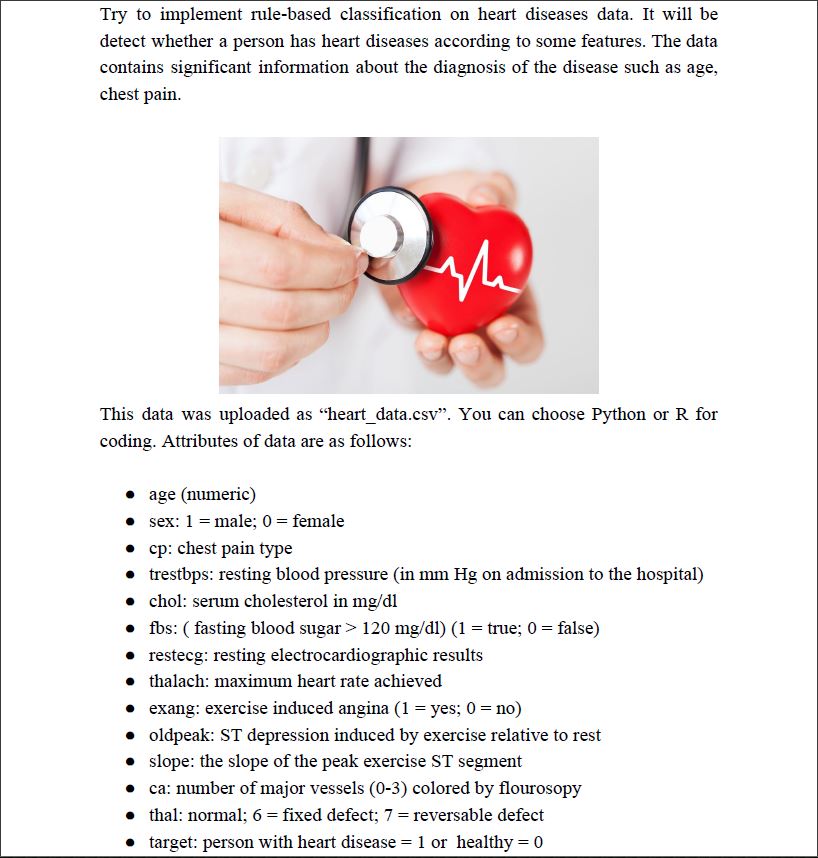 Try to implement rule-based classification on heart diseases data. It will be
detect whether a person has heart diseases according to some features. The data
contains significant information about the diagnosis of the disease such as age,
chest pain.
This data was uploaded as “heart_data.csv”. You can choose Python or R for
coding. Attributes of data are as follows:
● age (numeric)
● sex: 1 = male; 0 = female
● cp: chest pain type
● trestbps: resting blood pressure (in mm Hg on admission to the hospital)
● chol: serum cholesterol in mg/dl
● fbs: ( fasting blood sugar > 120 mg/dl) (1 = true; 0 = false)
● restecg: resting electrocardiographic results
● thalach: maximum heart rate achieved
● exang: exercise induced angina (1 = yes; 0 = no)
● oldpeak: ST depression induced by exercise relative to rest
● slope: the slope of the peak exercise ST segment
● ca: number of major vessels (0-3) colored by flourosopy
● thal: normal; 6 = fixed defect; 7 = reversable defect
● target: person with heart disease = 1 or  healthy = 0